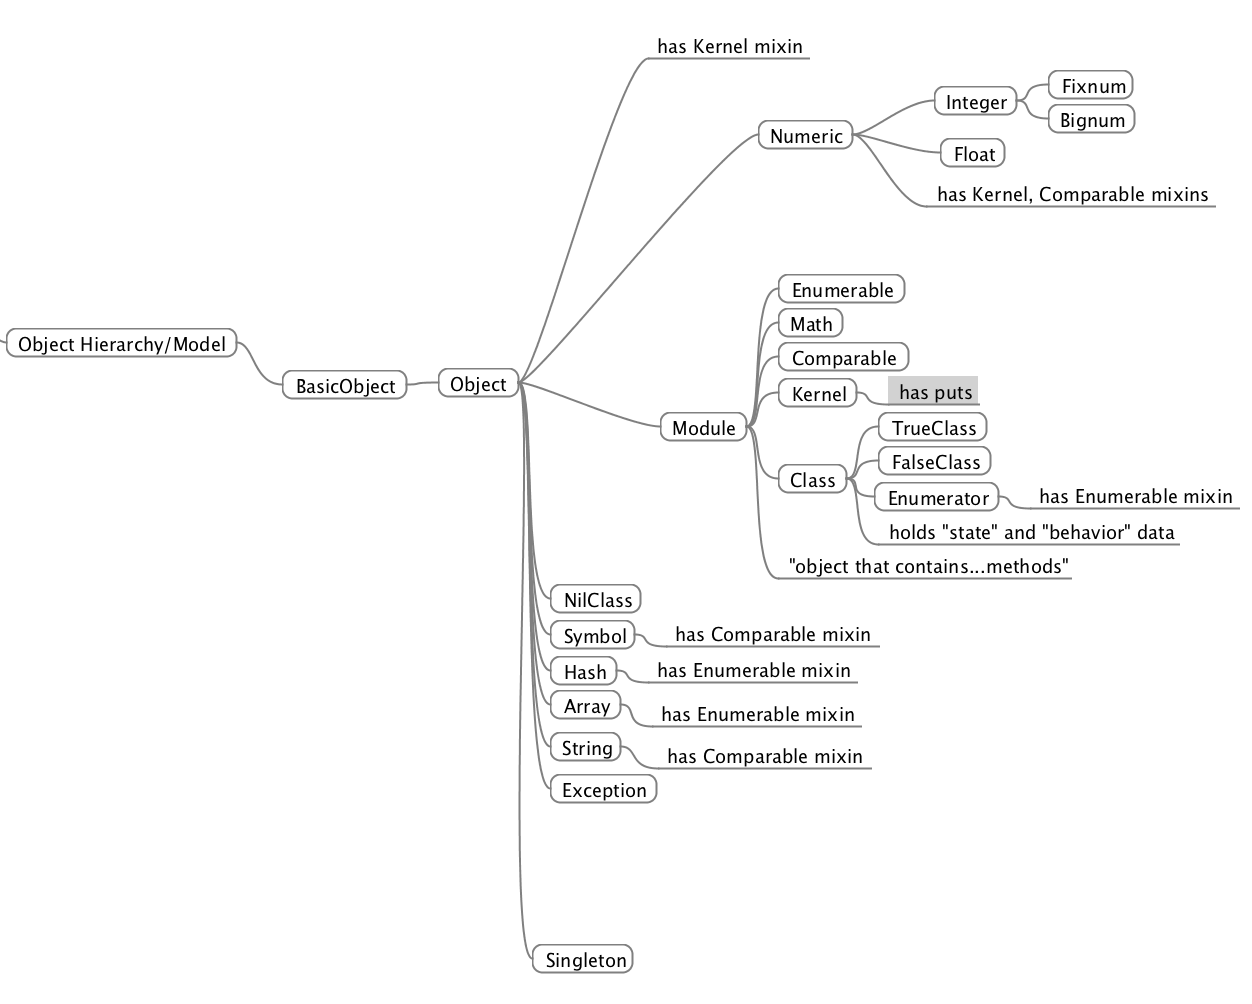 Object Hierarchy/Model
BasicObject
Object
has Kernel mixin
Numeric
Integer
Fixnum
Bignum
Float
has Kernel, Comparable mixins
Module
Enumerable
Math
Comparable
Kernel
has puts
Class
TrueClass
FalseClass
Enumerator
has Enumerable mixin
holds "state" and "behavior" data
"object that contains...methods"
NilClass
Symbol
has Comparable mixin
Hash
has Enumerable mixin
Array
has Enumerable mixin
String
has Comparable mixin
Exception
Singleton